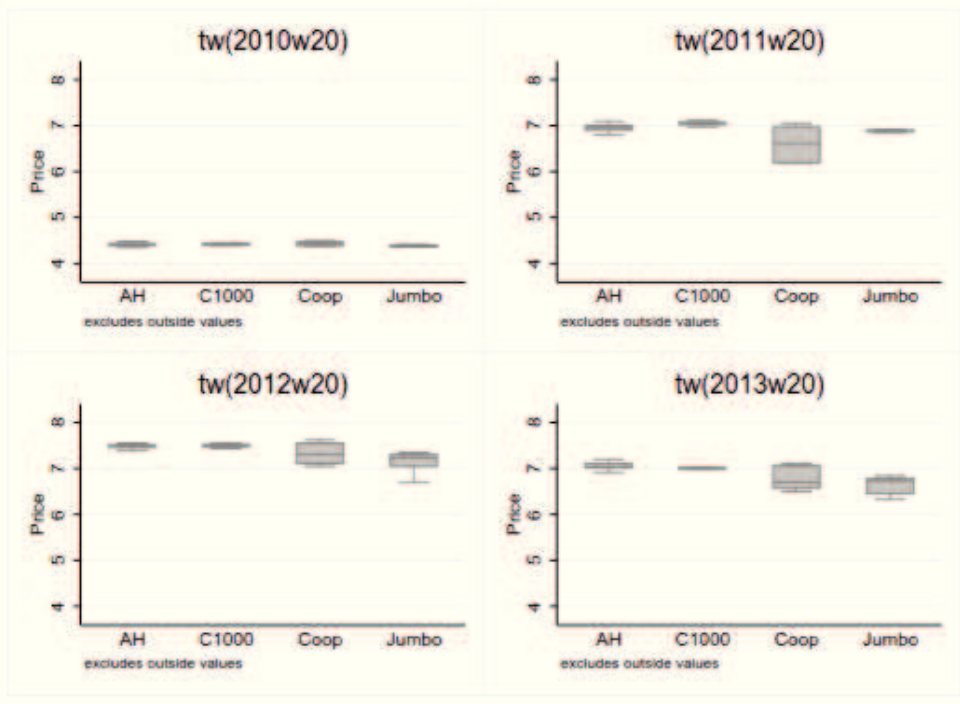 tw(2010w20)
8
7
6
5
4
Price
AH C1000 Coop Jumbo
excludes outside values
tw(2011w20)
8
7
6
5
4
Price
AH C1000 Coop Jumbo
excludes outside values
tw(2012w20)
8
7
6
5
4
Price
AH C1000 Coop Jumbo
excludes outside values
tw(2013w20)
8
7
6
5
4
Price
AH C1000 Coop Jumbo
excludes outside values